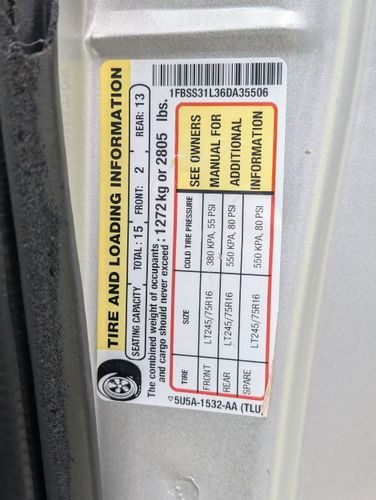 1FBSS31L36DA35506
TIRE AND LOADING INFORMATION
SEATING CAPACITY TOTAL: 15 FRONT: 2 REAR: 13
The combined weight of occupants
and cargo should never exceed : 1272kg or 2805 lbs.
TIRE SIZE COLD TIRE PRESSURE
FRONT LT245/75R16 380 KPA, 55 PSI
REAR LT245/75R16 550 KPA, 80 PSI
SPARE LT245/75R16 550 KPA, 80 PSI
SEE OWNERS
MANUAL FOR
ADDITIONAL
INFORMATION
5U5A-1532-AA (TLU)